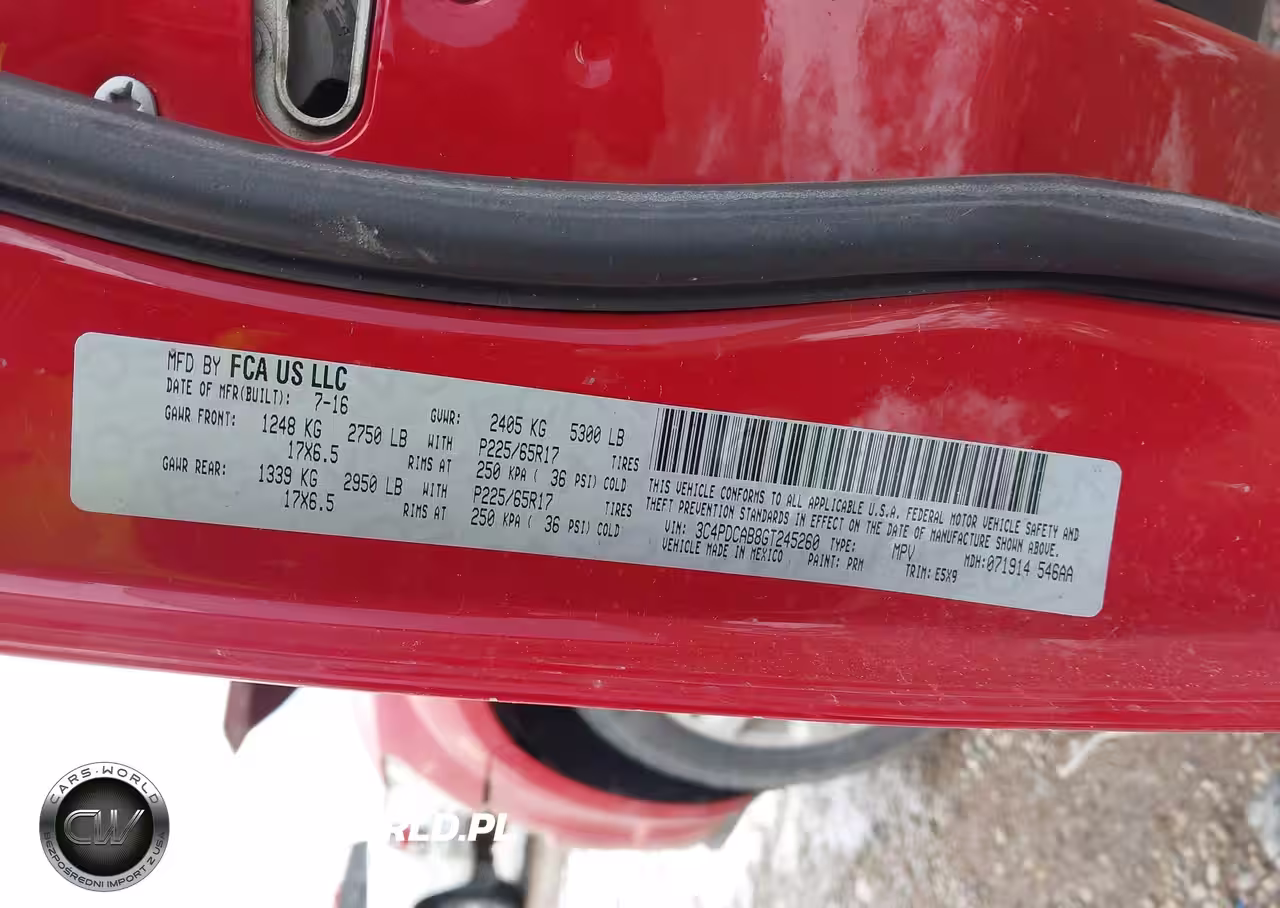 MFD BY FCA US LLC
DATE OF MFR(BUILT): 7-16
GAWR FRONT: 1248 KG 2750 LB WITH P225/65R17 TIRES
17X6.5 RIMS AT 250 KPA ( 36 PSI) COLD
GAWR REAR: 1339 KG 2950 LB WITH P225/65R17 TIRES
17X6.5 RIMS AT 250 KPA ( 36 PSI) COLD
GVWR: 2405 KG 5300 LB
THIS VEHICLE CONFORMS TO ALL APPLICABLE U.S.A. FEDERAL MOTOR VEHICLE SAFETY AND
THEFT PREVENTION STANDARDS IN EFFECT ON THE DATE OF MANUFACTURE SHOWN ABOVE.
VIN: 3C4PDCAB8GT245260 TYPE: MPV MDH:071914 546AA
VEHICLE MADE IN MEXICO PAINT: PRM TRIM: E5X9
CARS-WORLD
CW
BEZPOŚREDNI IMPORT Z USA
RLD.PL